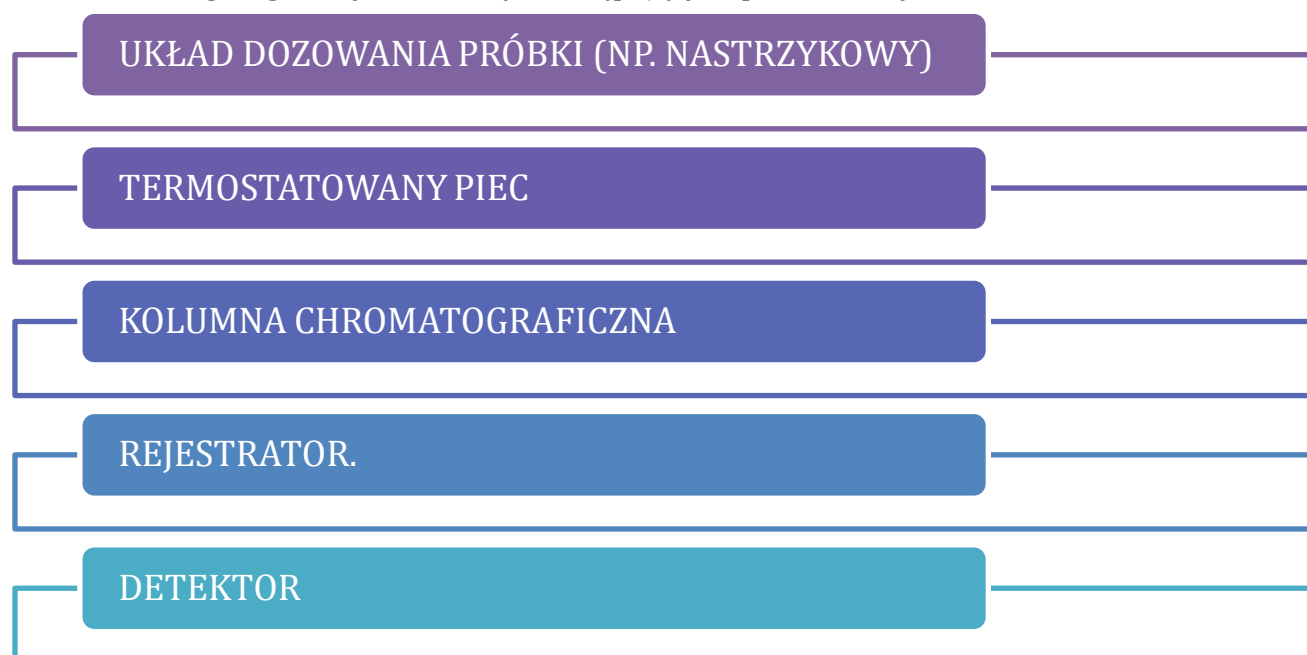 UKŁAD DOZOWANIA PRÓBKI (NP. NASTRZYKOWY)
TERMOSTATOWANY PIEC
KOLUMNA CHROMATOGRAFICZNA
REJESTRATOR.
DETEKTOR